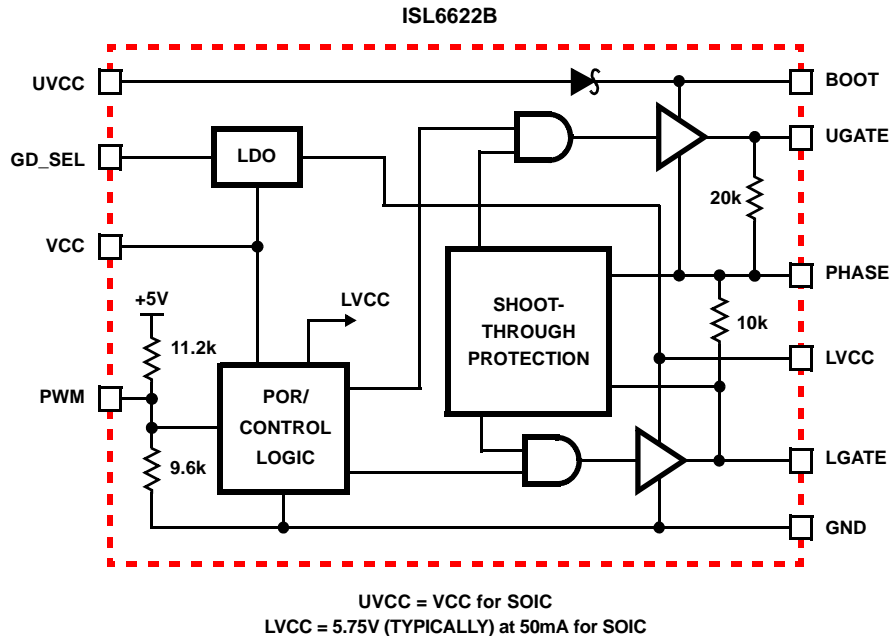 ISL6622B
UVCC
BOOT
GD_SEL
LDO
UGATE
20k
VCC
PHASE
+5V
LVCC
SHOOT-
THROUGH
PROTECTION
10k
11.2k
LVCC
PWM
POR/
CONTROL
LOGIC
9.6k
LGATE
GND
UVCC = VCC for SOIC
LVCC = 5.75V (TYPICALLY) at 50mA for SOIC